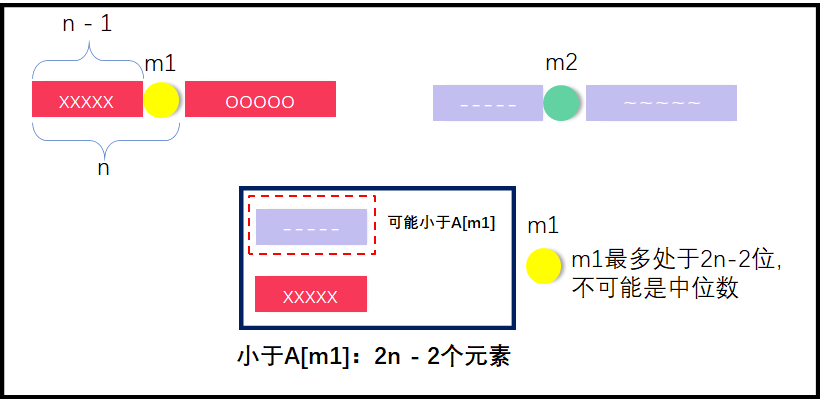 n - 1
m1
m2
XXXXX
OOOOO
- - - - -
~~~~~
n
- - - - -
可能小于A[m1]
XXXXX
m1
m1最多处于2n-2位,
不可能是中位数
小于A[m1]：2n - 2个元素